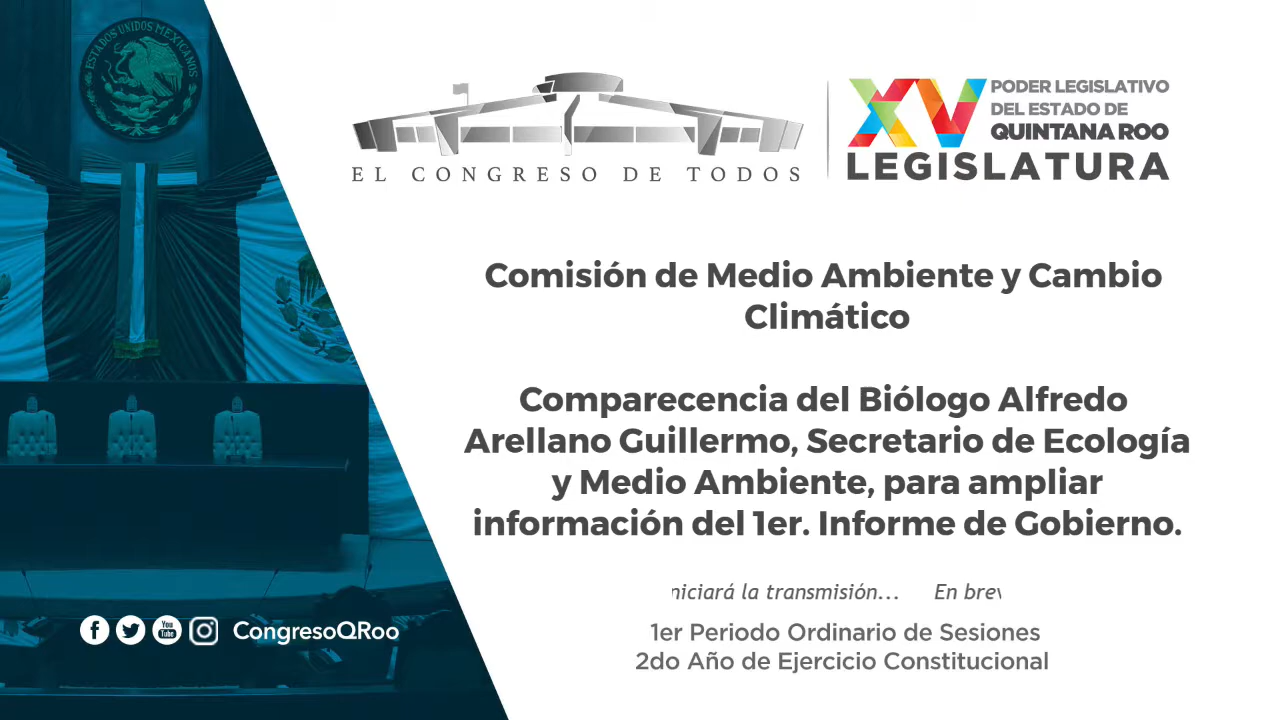 ESTADOS UNIDOS MEXICANOS
EL CONGRESO DE TODOS
XV
PODER LEGISLATIVO
DEL ESTADO DE
QUINTANA ROO
LEGISLATURA
Comisión de Medio Ambiente y Cambio
Climático
Comparecencia del Biólogo Alfredo
Arellano Guillermo, Secretario de Ecología
y Medio Ambiente, para ampliar
información del 1er. Informe de Gobierno.
niciará la transmisión... En brev
1er Periodo Ordinario de Sesiones
2do Año de Ejercicio Constitucional
You Tube
CongresoQRoo